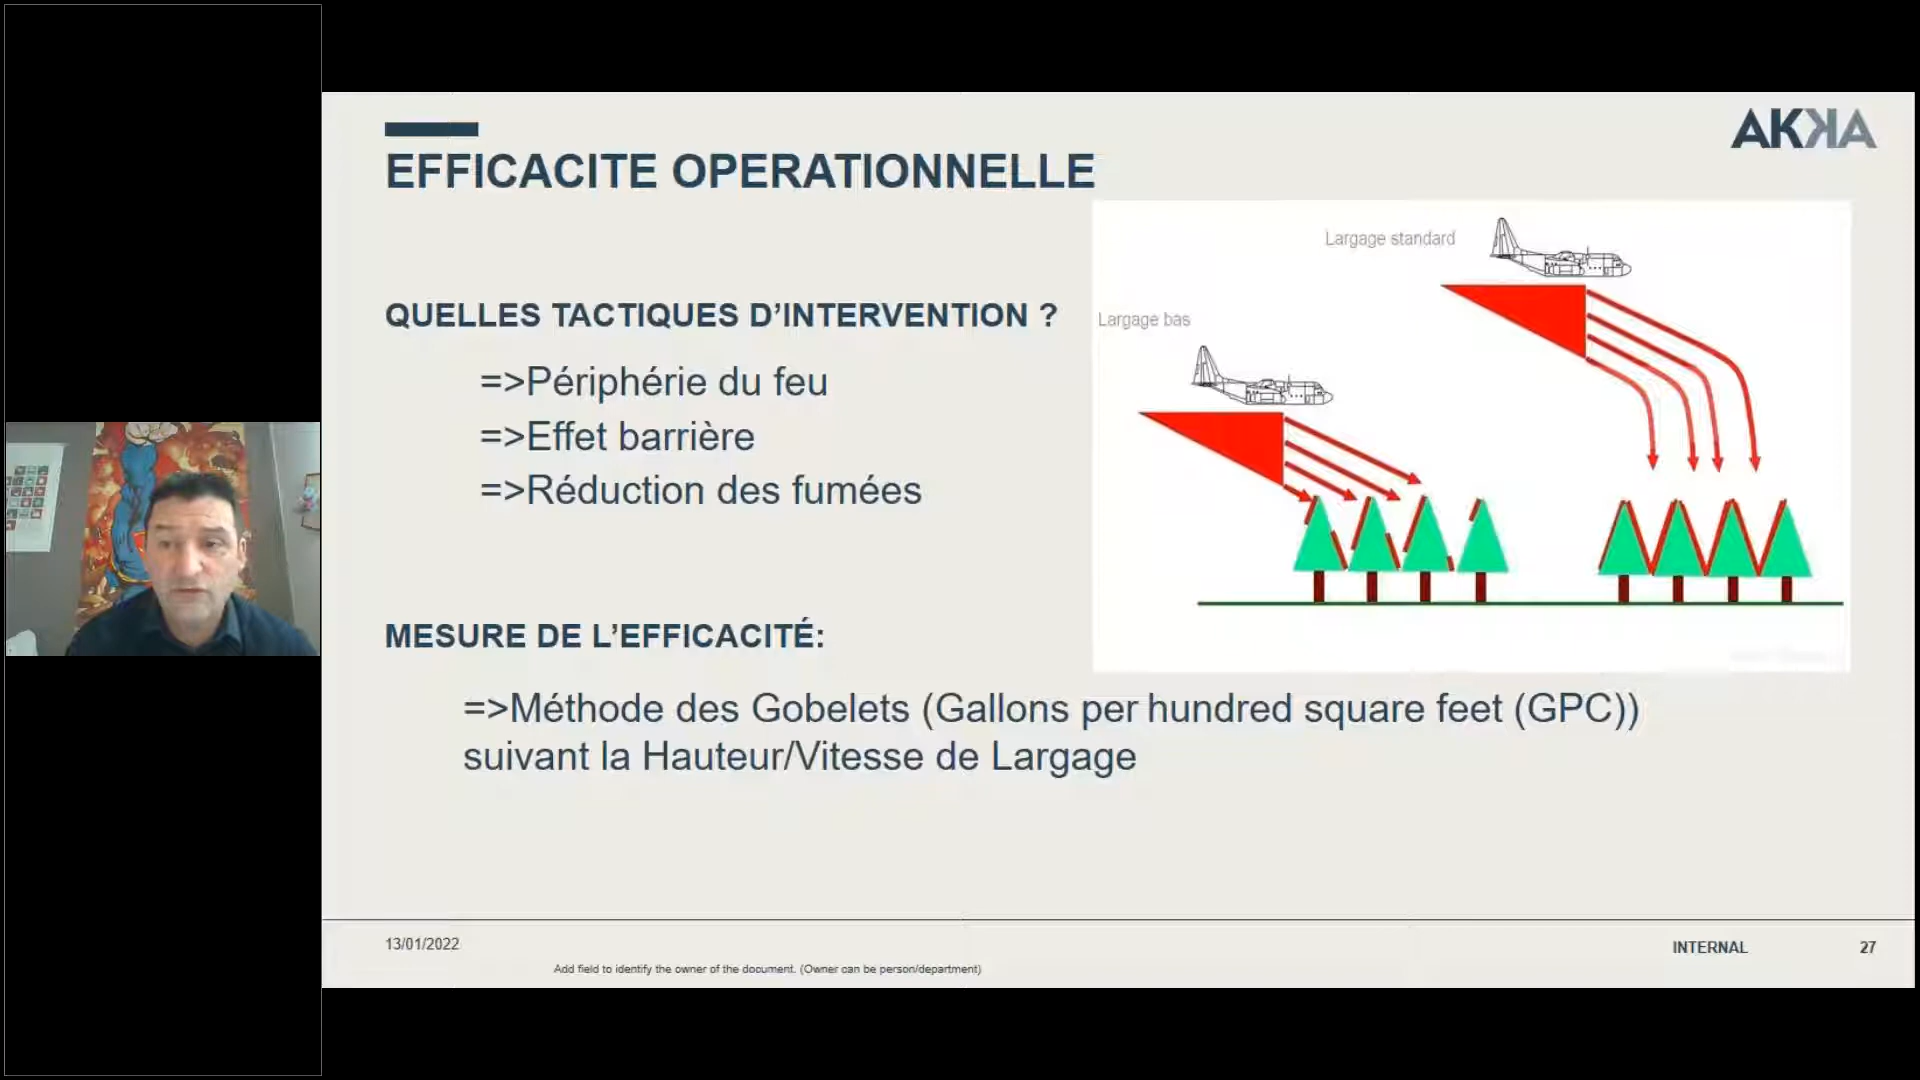 AKKA
EFFICACITE OPERATIONNELLE
Largage standard
Largage bas
QUELLES TACTIQUES D’INTERVENTION ?
=>Périphérie du feu
=>Effet barrière
=>Réduction des fumées
MESURE DE L’EFFICACITÉ:
=>Méthode des Gobelets (Gallons per hundred square feet (GPC))
suivant la Hauteur/Vitesse de Largage
13/01/2022
INTERNAL
27
Add field to identify the owner of the document. (Owner can be person/department)